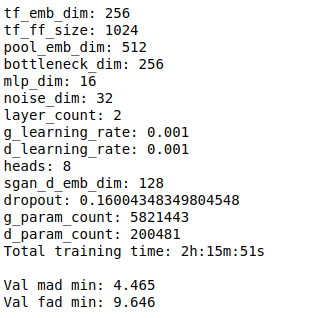 tf_emb_dim: 256
tf_ff_size: 1024
pool_emb_dim: 512
bottleneck_dim: 256
mlp_dim: 16
noise_dim: 32
layer_count: 2
g_learning_rate: 0.001
d_learning_rate: 0.001
heads: 8
sgan_d_emb_dim: 128
dropout: 0.16004348349804548
g_param_count: 5821443
d_param_count: 200481
Total training time: 2h:15m:51s

Val mad min: 4.465
Val fad min: 9.646